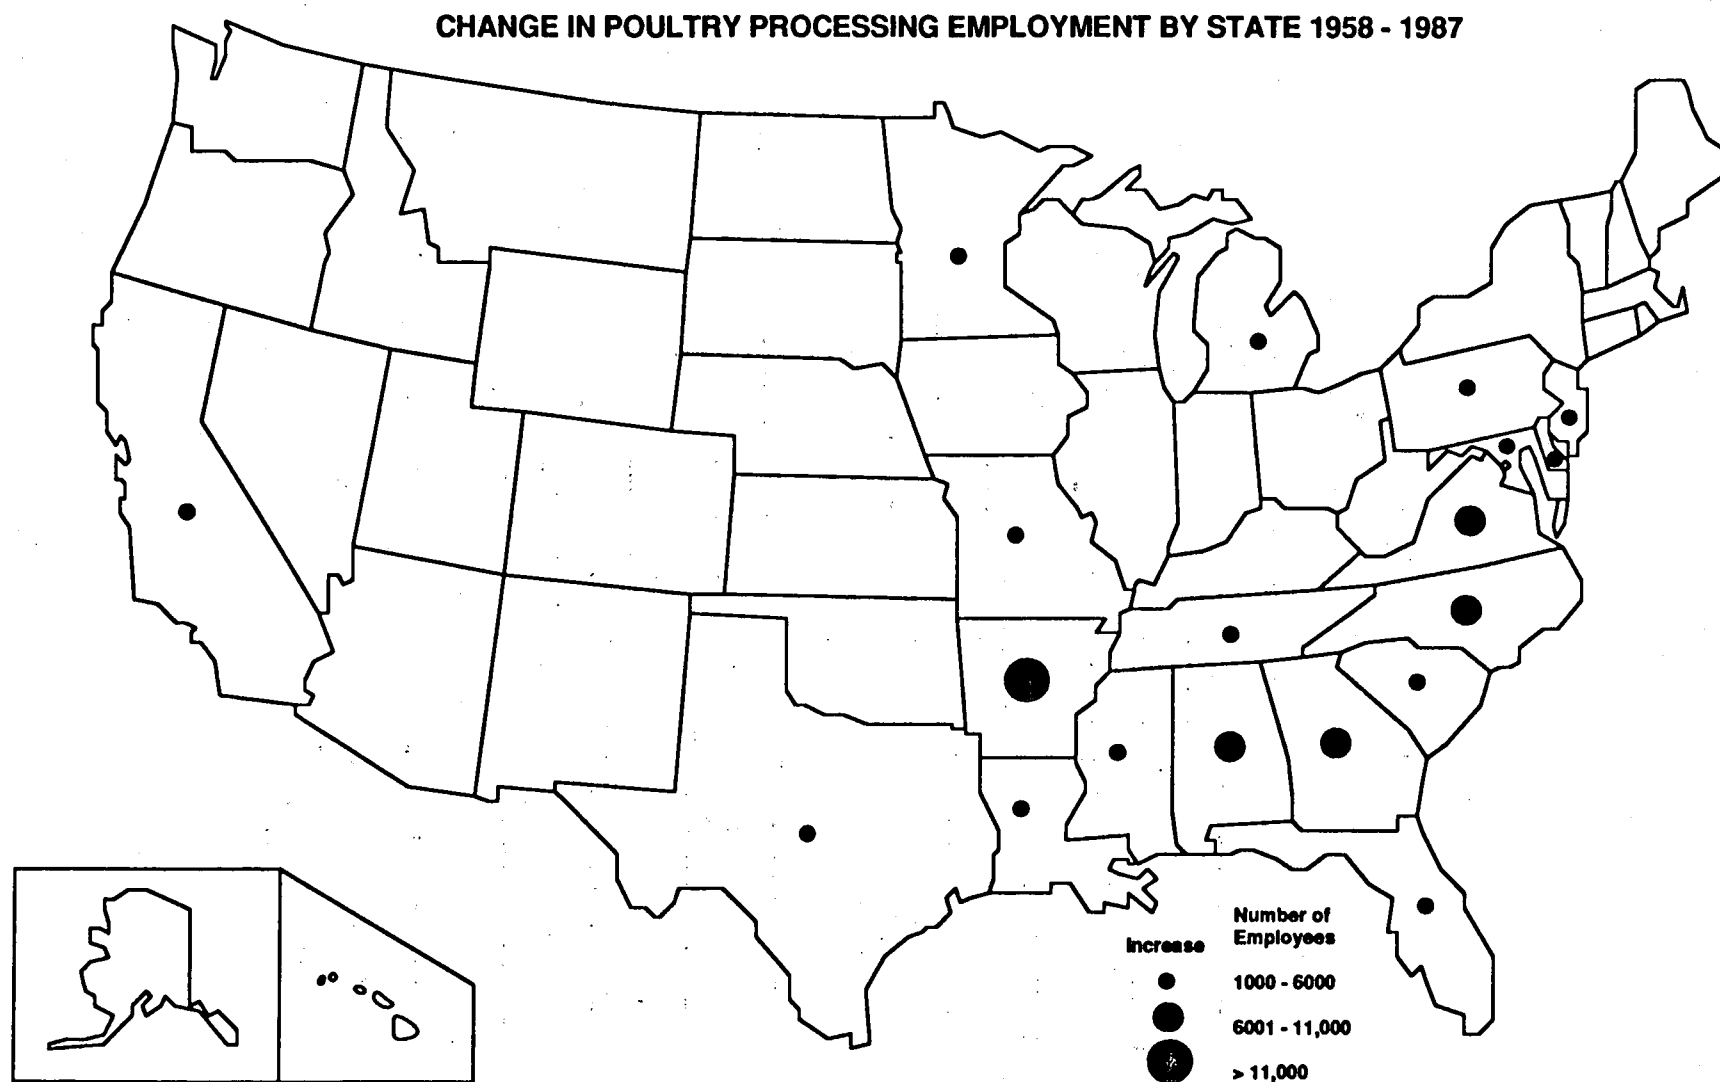 CHANGE IN POULTRY PROCESSING EMPLOYMENT BY STATE 1958 - 1987
Number of
Employees
Increase
1000 - 6000
6001 - 11,000
> 11,000